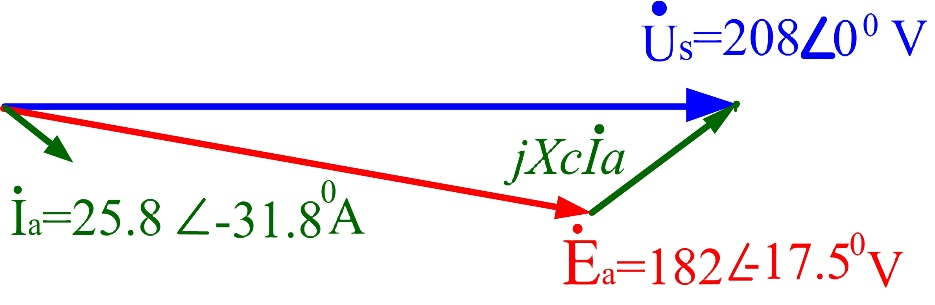 U̇s=208∠0⁰ V
jXcİa
İa=25.8 ∠-31.8⁰A
Ėa=182∠-17.5⁰V